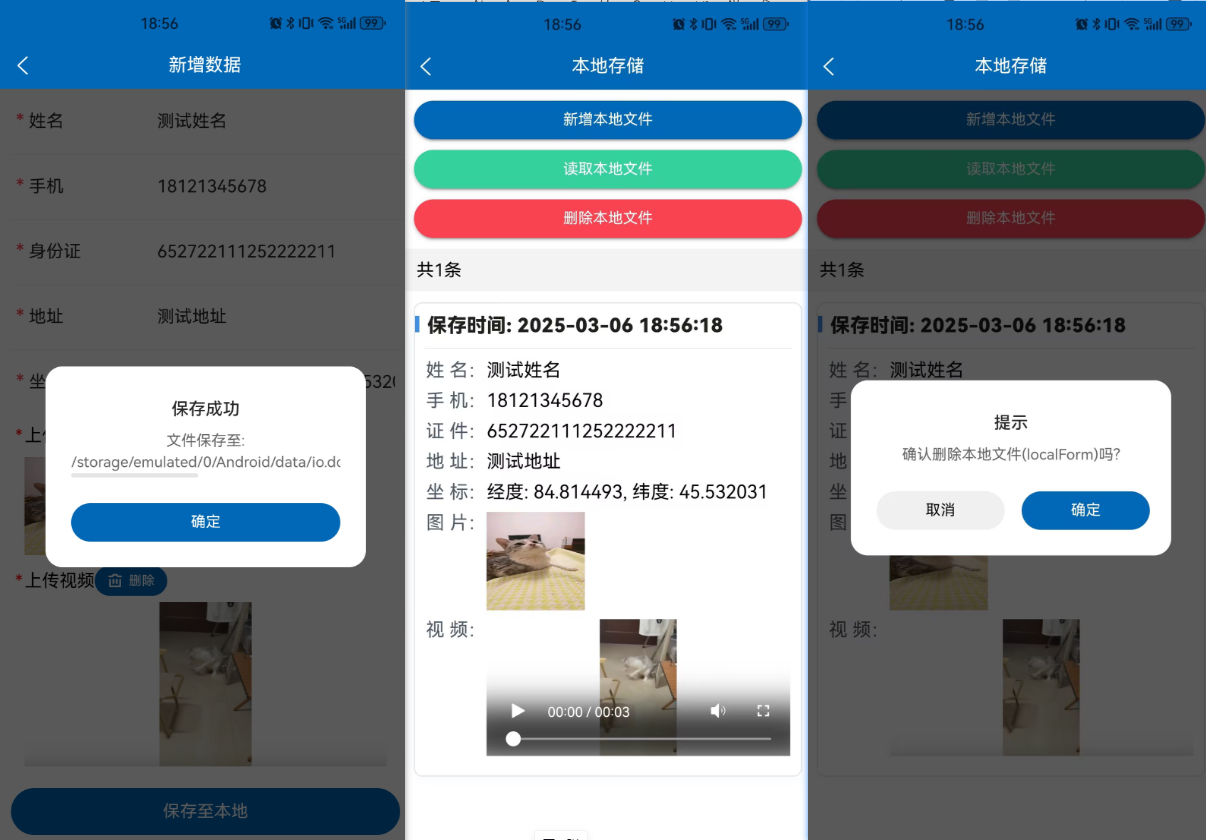 18:56
5G
99
新增数据
* 姓名
测试姓名
* 手机
18121345678
* 身份证
652722111252222211
* 地址
测试地址
* 坐
532
* 上
保存成功
文件保存至:
/storage/emulated/0/Android/data/io.dc
确定
* 上传视频
删除
保存至本地
18:56
5G
99
本地存储
新增本地文件
读取本地文件
删除本地文件
共1条
保存时间: 2025-03-06 18:56:18
姓 名: 测试姓名
手 机: 18121345678
证 件: 652722111252222211
地 址: 测试地址
坐 标: 经度: 84.814493, 纬度: 45.532031
图 片:
视 频:
00:00 / 00:03
18:56
5G
99
本地存储
新增本地文件
读取本地文件
删除本地文件
共1条
保存时间: 2025-03-06 18:56:18
姓 名: 测试姓名
手
证
地
坐
图
提示
确认删除本地文件(localForm)吗?
取消
确定
视 频: